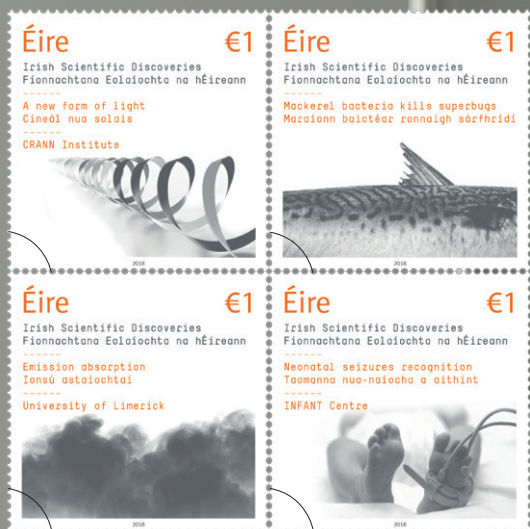 Éire €1
Irish Scientific Discoveries
Fionnachtana Eolaíochta na hÉireann
A new form of light
Cineál nua solais
CRANN Institute
2018
Éire €1
Irish Scientific Discoveries
Fionnachtana Eolaíochta na hÉireann
Mackerel bacteria kills superbugs
Maraíonn baictéar ronnaigh sárfhridí
2018
Éire €1
Irish Scientific Discoveries
Fionnachtana Eolaíochta na hÉireann
Emission absorption
Ionsú astaíochtaí
University of Limerick
2018
Éire €1
Irish Scientific Discoveries
Fionnachtana Eolaíochta na hÉireann
Neonatal seizures recognition
Taomanna nua-naíocha a aithint
INFANT Centre
2018